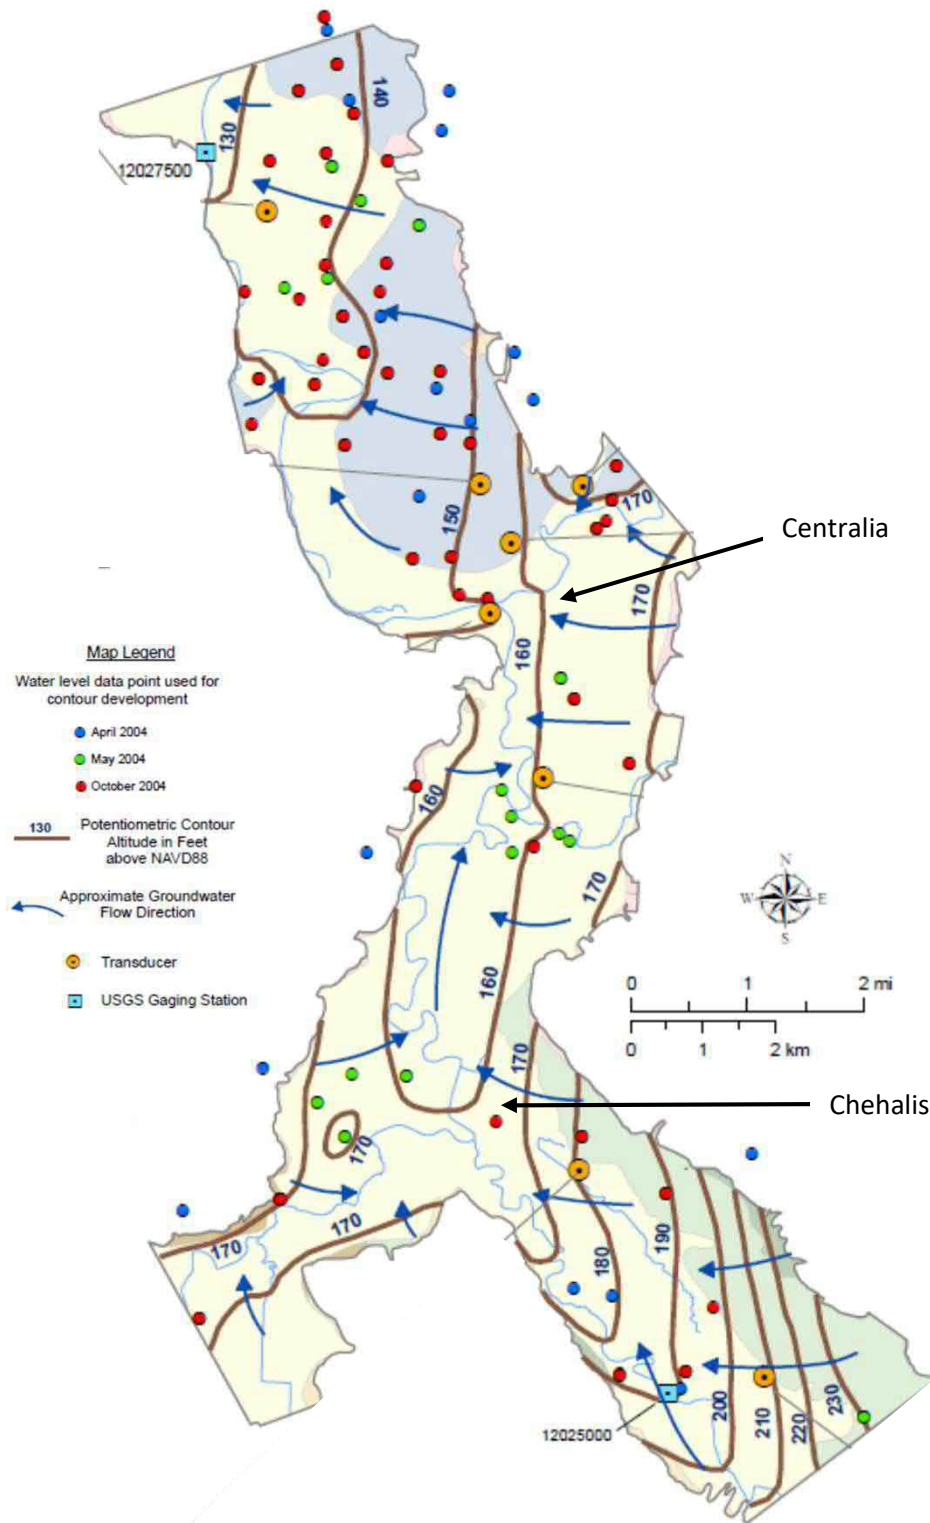 140
130
12027500
150
170
Centralia
170
160
Map Legend
Water level data point used for
contour development
April 2004
May 2004
October 2004
160
130
Potentiometric Contour
Altitude in Feet
above NAVD88
170
N
W
E
S
Approximate Groundwater
Flow Direction
Transducer
160
USGS Gaging Station
0 1 2 mi
0 1 2 km
170
Chehalis
170
170
170
190
180
200
210
220
230
12025000